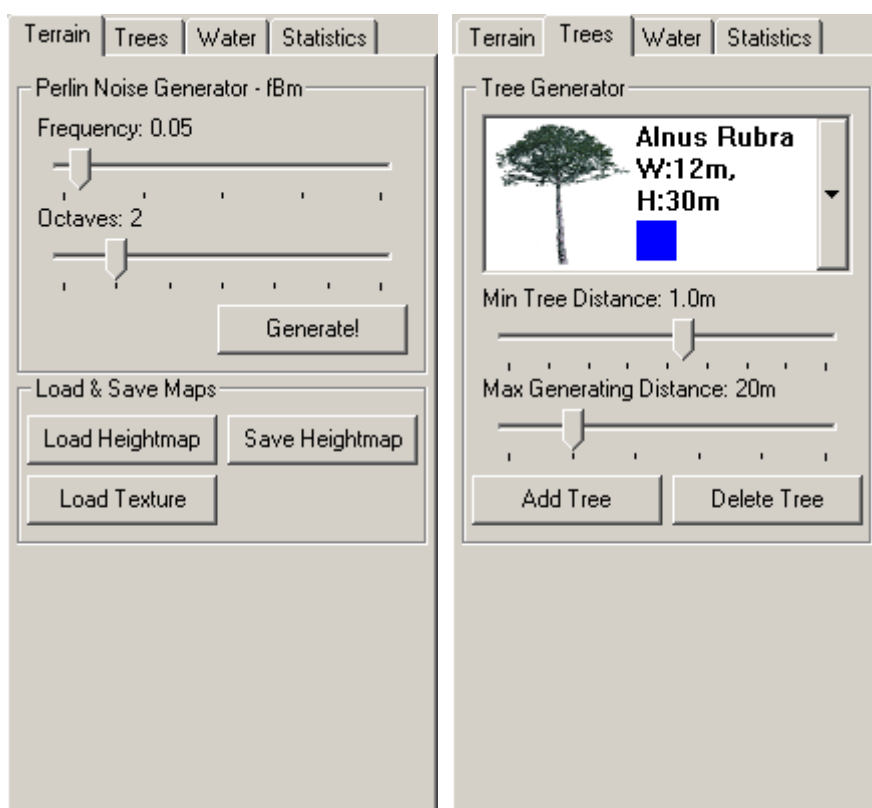 Terrain Trees Water Statistics
Perlin Noise Generator - fBm
Frequency: 0.05
Octaves: 2
Generate!
Load & Save Maps
Load Heightmap Save Heightmap
Load Texture
Terrain Trees Water Statistics
Tree Generator
Alnus Rubra
W:12m,
H:30m
Min Tree Distance: 1.0m
Max Generating Distance: 20m
Add Tree Delete Tree